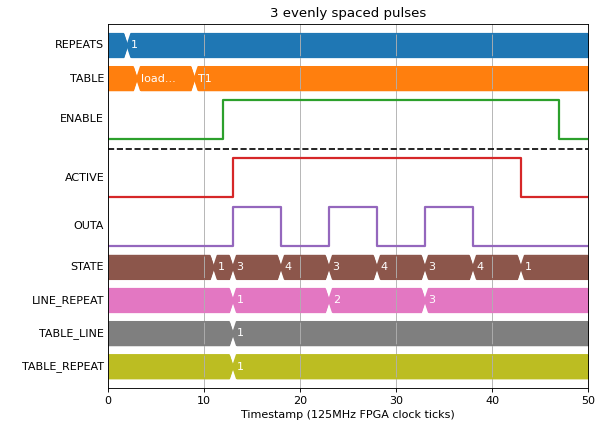 3 evenly spaced pulses
REPEATS 1
TABLE load... T1
ENABLE
ACTIVE
OUTA
STATE 1 3 4 3 4 3 4 1
LINE_REPEAT 1 2 3
TABLE_LINE 1
TABLE_REPEAT 1
0 10 20 30 40 50
Timestamp (125MHz FPGA clock ticks)